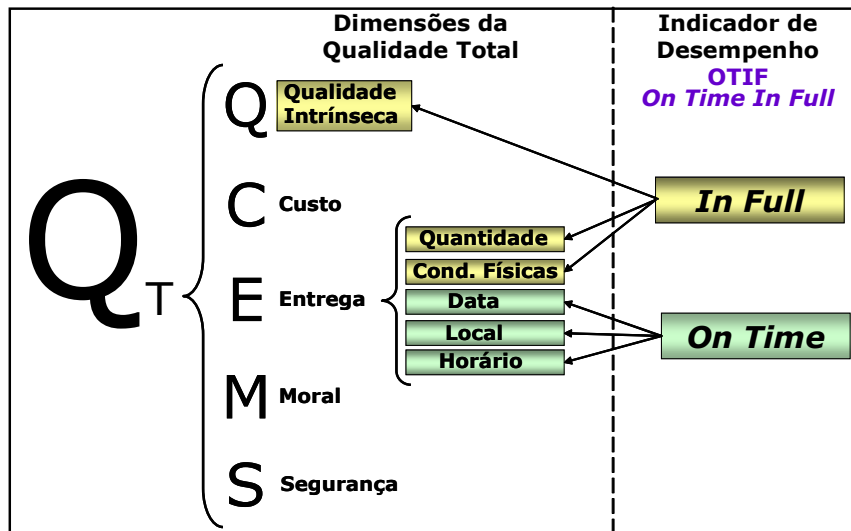 Dimensões da
Qualidade Total
Indicador de
Desempenho
OTIF
On Time In Full
Q
Qualidade
Intrínseca
C
Custo
In Full
QT
Quantidade
Cond. Físicas
E
Entrega
Data
Local
Horário
On Time
M
Moral
S
Segurança